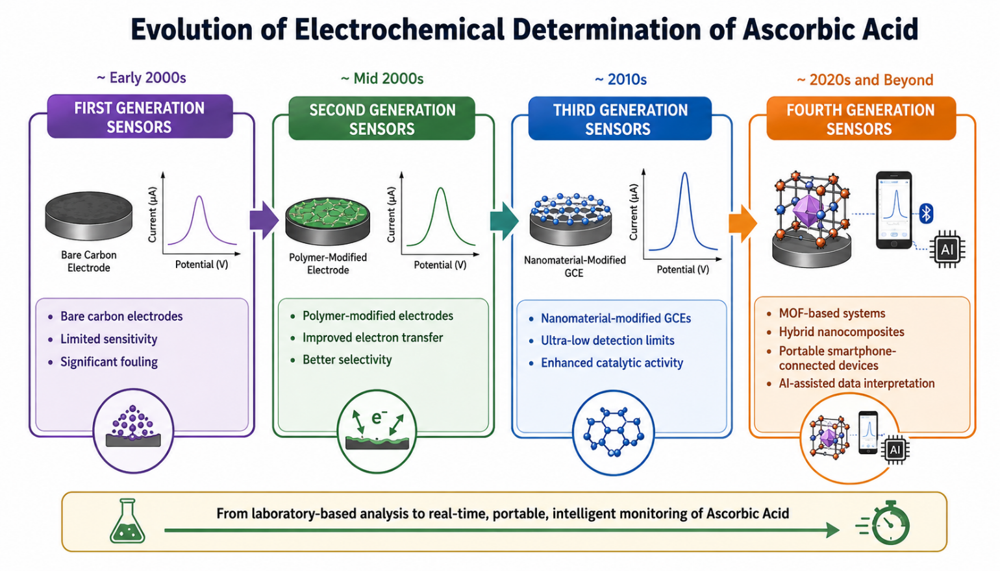 Evolution of Electrochemical Determination of Ascorbic Acid
~ Early 2000s
FIRST GENERATION
SENSORS
Current (µA)
Potential (V)
Bare Carbon
Electrode
• Bare carbon electrodes
• Limited sensitivity
• Significant fouling
~ Mid 2000s
SECOND GENERATION
SENSORS
Current (µA)
Potential (V)
Polymer-Modified
Electrode
• Polymer-modified electrodes
• Improved electron transfer
• Better selectivity
e⁻
~ 2010s
THIRD GENERATION
SENSORS
Current (µA)
Potential (V)
Nanomaterial-Modified
GCE
• Nanomaterial-modified GCEs
• Ultra-low detection limits
• Enhanced catalytic activity
~ 2020s and Beyond
FOURTH GENERATION
SENSORS
AI
• MOF-based systems
• Hybrid nanocomposites
• Portable smartphone-
connected devices
• AI-assisted data interpretation
AI
From laboratory-based analysis to real-time, portable, intelligent monitoring of Ascorbic Acid